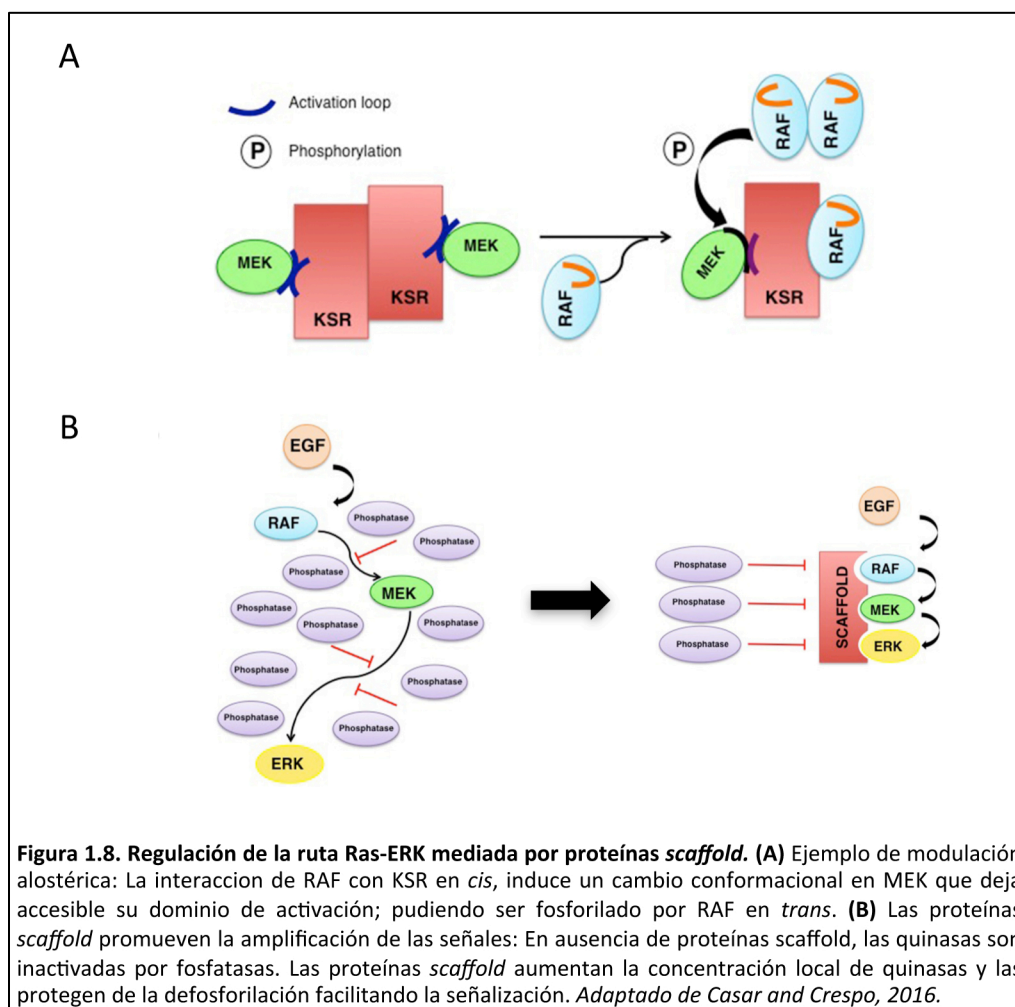 A
Activation loop
P Phosphorylation
MEK
KSR
KSR
MEK
RAF
P
RAF
RAF
MEK
KSR
RAF
B
EGF
RAF
Phosphatase
Phosphatase
Phosphatase
MEK
Phosphatase
Phosphatase
Phosphatase
Phosphatase
Phosphatase
Phosphatase
Phosphatase
ERK
EGF
Phosphatase
Phosphatase
Phosphatase
SCAFFOLD
RAF
MEK
ERK
Figura 1.8. Regulación de la ruta Ras-ERK mediada por proteínas scaffold. (A) Ejemplo de modulación
alostérica: La interaccion de RAF con KSR en cis, induce un cambio conformacional en MEK que deja
accesible su dominio de activación; pudiendo ser fosforilado por RAF en trans. (B) Las proteínas
scaffold promueven la amplificación de las señales: En ausencia de proteínas scaffold, las quinasas son
inactivadas por fosfatasas. Las proteínas scaffold aumentan la concentración local de quinasas y las
protegen de la defosforilación facilitando la señalización. Adaptado de Casar and Crespo, 2016.